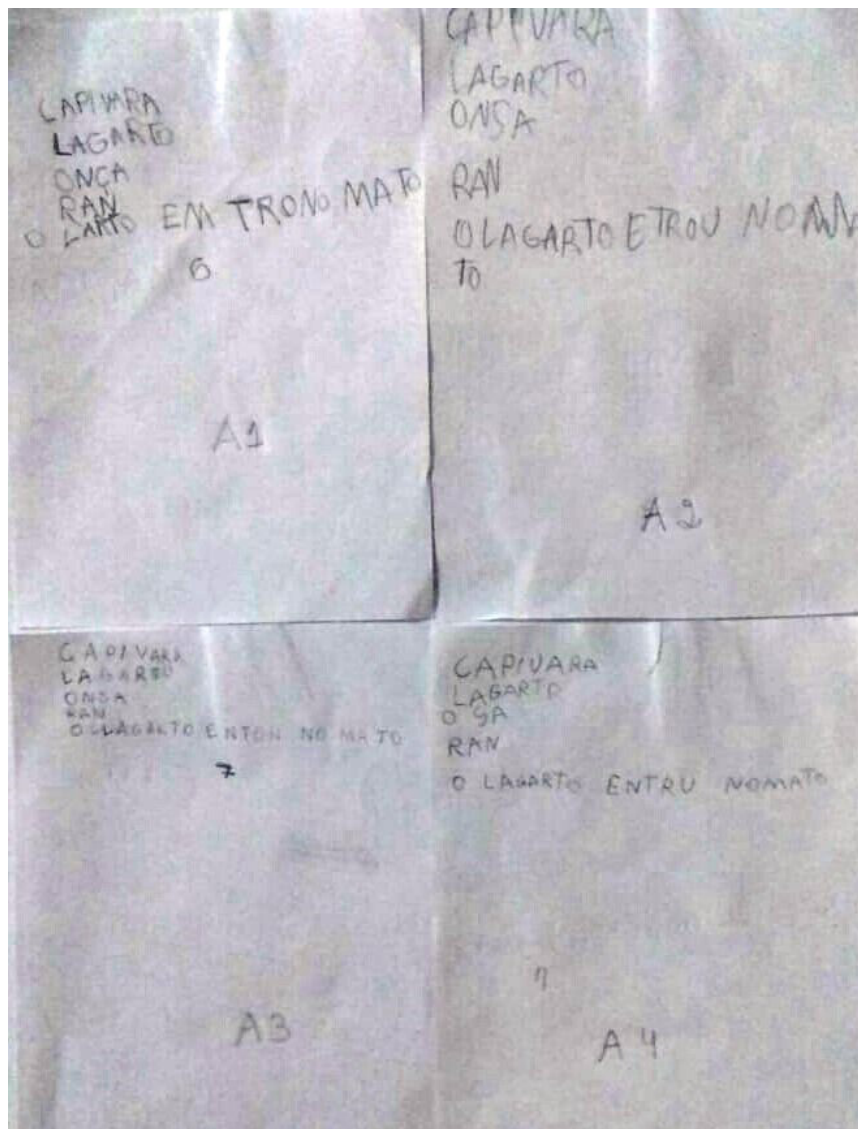 CAPIVARA
LAGARTO
ONÇA
RAN
O LARTO EM TRONO MATO
6
A1
CAPIVARA
LAGARTO
ONSA
RAN
O LAGARTO ETROU NO MA
TO
A2
CAPIVARA
LAGARTO
ONSA
RAN
O LAGARTO ENTON NO MATO
7
A3
CAPIVARA
LAGARTO
O SA
RAN
O LAGARTO ENTRU NOMATO
7
A4